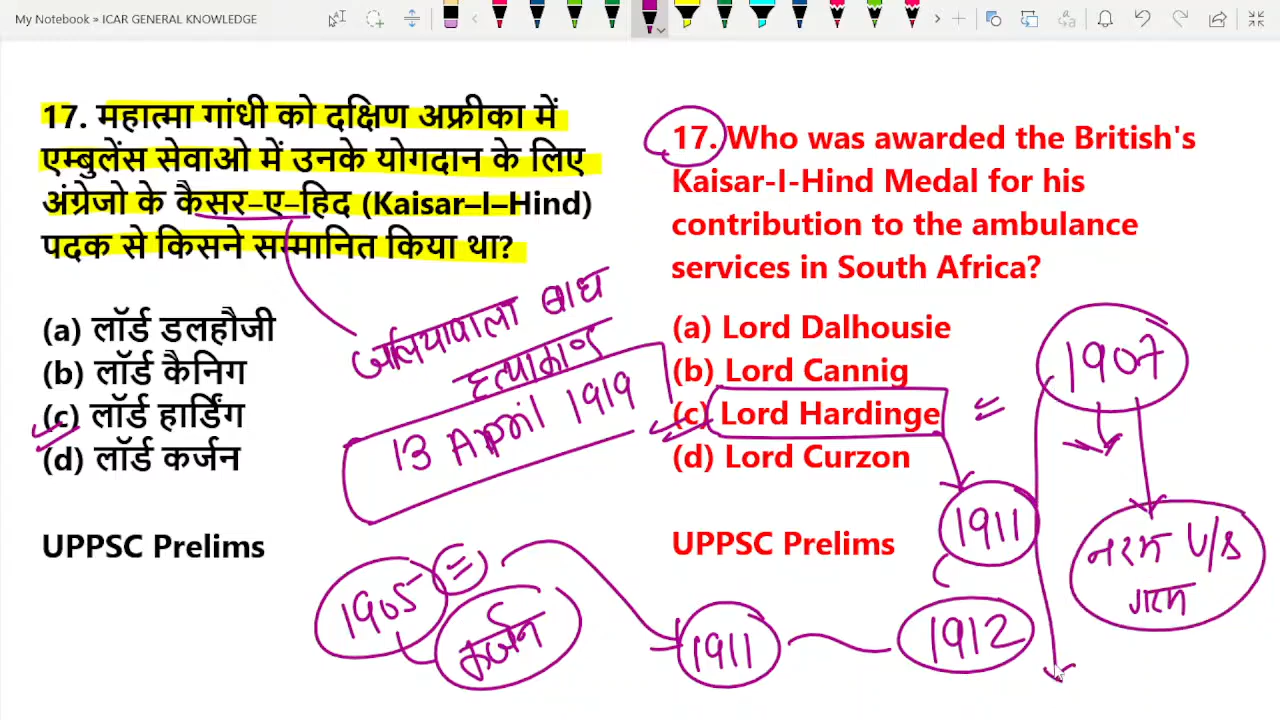 My Notebook » ICAR GENERAL KNOWLEDGE
17. महात्मा गांधी को दक्षिण अफ्रीका में
एम्बुलेंस सेवाओ में उनके योगदान के लिए
अंग्रेजो के कैसर–ए–हिद (Kaisar–I–Hind)
पदक से किसने सम्मानित किया था?
(a) लॉर्ड डलहौजी
(b) लॉर्ड कैनिग
(c) लॉर्ड हार्डिंग
(d) लॉर्ड कर्जन
UPPSC Prelims
जलियावाला बाघ
हत्याकाण्ड
13 April 1919
1905 =
कर्जन
17. Who was awarded the British's
Kaisar-I-Hind Medal for his
contribution to the ambulance
services in South Africa?
(a) Lord Dalhousie
(b) Lord Cannig
(c) Lord Hardinge
(d) Lord Curzon
UPPSC Prelims
1907
1911
नरम V/S
गरम
1911
1912